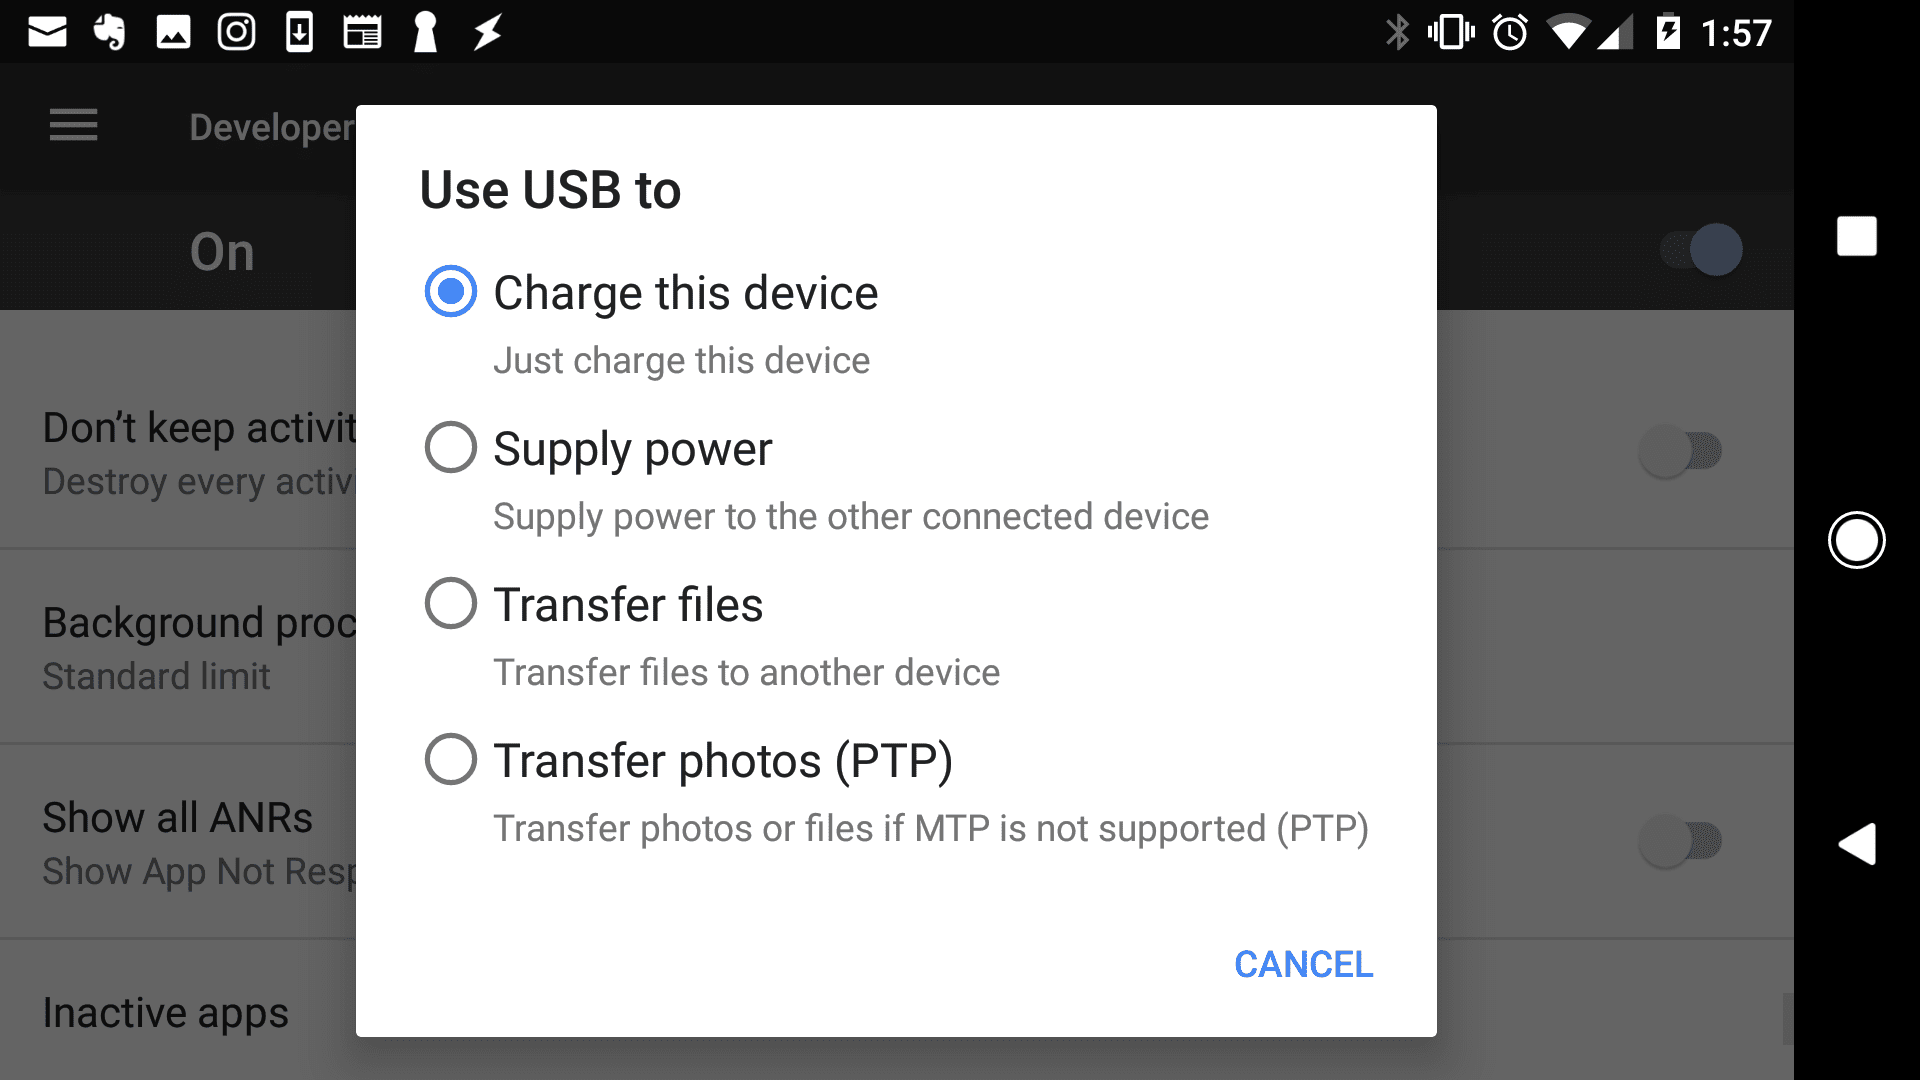 1:57
Developer
On
Use USB to
Charge this device
Just charge this device
Supply power
Supply power to the other connected device
Transfer files
Transfer files to another device
Transfer photos (PTP)
Transfer photos or files if MTP is not supported (PTP)
CANCEL
Don’t keep activit
Destroy every activ
Background proc
Standard limit
Show all ANRs
Show App Not Resp
Inactive apps